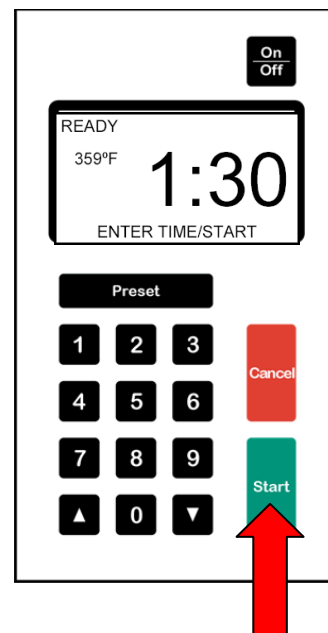 On
Off
READY
359ºF
1:30
ENTER TIME/START
Preset
1 2 3
Cancel
4 5 6
7 8 9
Start
▲ 0 ▼